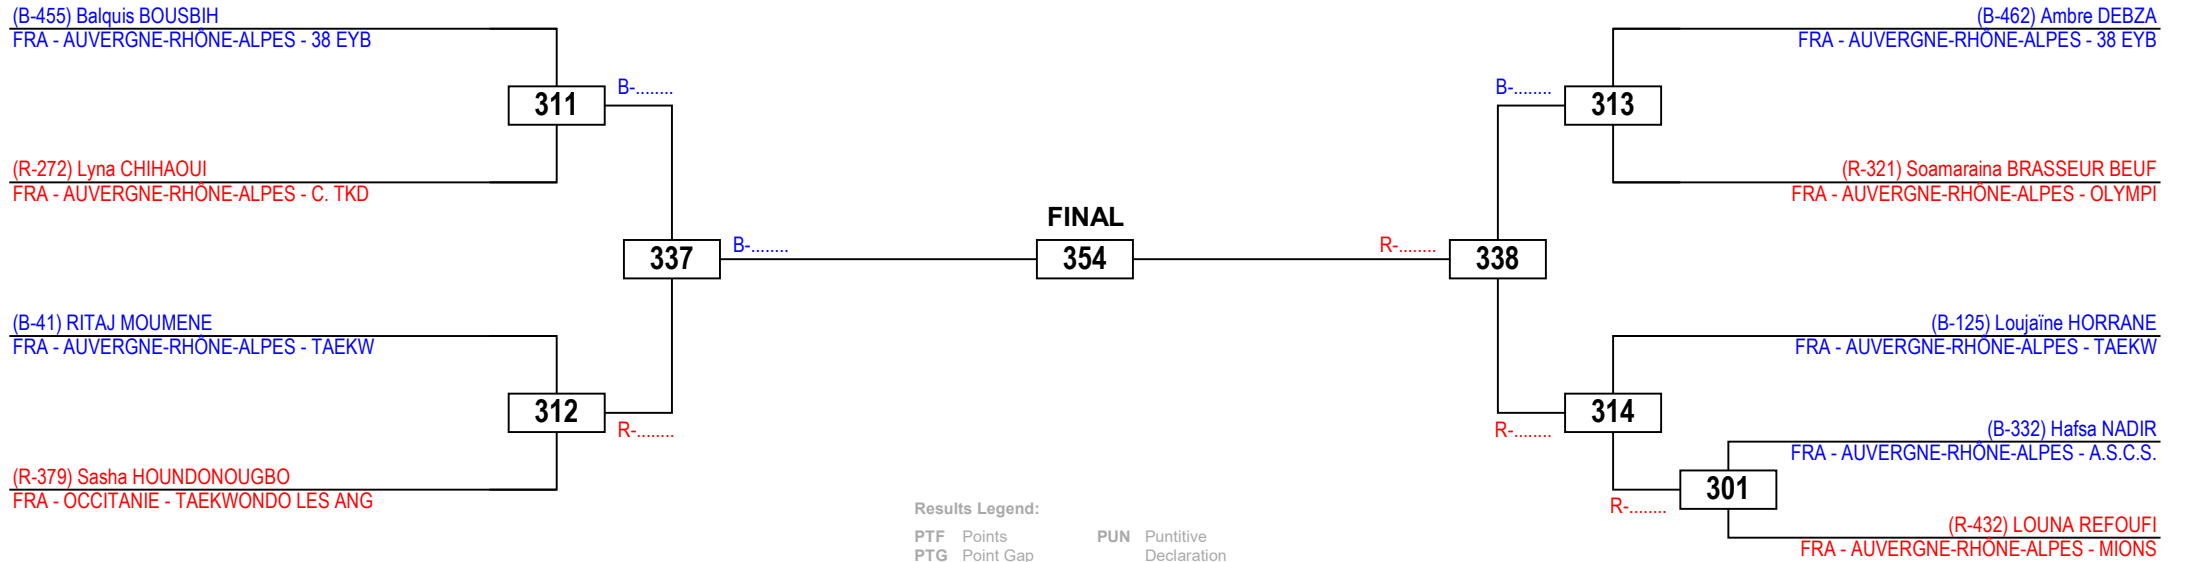 (B-455) Balquis BOUSBIH
FRA - AUVERGNE-RHÔNE-ALPES - 38 EYB
311
B-........
(R-272) Lyna CHIHAOUI
FRA - AUVERGNE-RHÔNE-ALPES - C. TKD
337
B-........
(B-41) RITAJ MOUMENE
FRA - AUVERGNE-RHÔNE-ALPES - TAEKW
312
R-........
(R-379) Sasha HOUNDONOUGBO
FRA - OCCITANIE - TAEKWONDO LES ANG
FINAL
354
(B-462) Ambre DEBZA
FRA - AUVERGNE-RHÔNE-ALPES - 38 EYB
B-........
313
(R-321) Soamaraina BRASSEUR BEUF
FRA - AUVERGNE-RHÔNE-ALPES - OLYMPI
R-........
338
(B-125) Loujaïne HORRANE
FRA - AUVERGNE-RHÔNE-ALPES - TAEKW
314
R-........
(B-332) Hafsa NADIR
FRA - AUVERGNE-RHÔNE-ALPES - A.S.C.S.
301
R-........
(R-432) LOUNA REFOUFI
FRA - AUVERGNE-RHÔNE-ALPES - MIONS
Results Legend:
PTF Points
PTG Point Gap
PUN Puntitive
Declaration